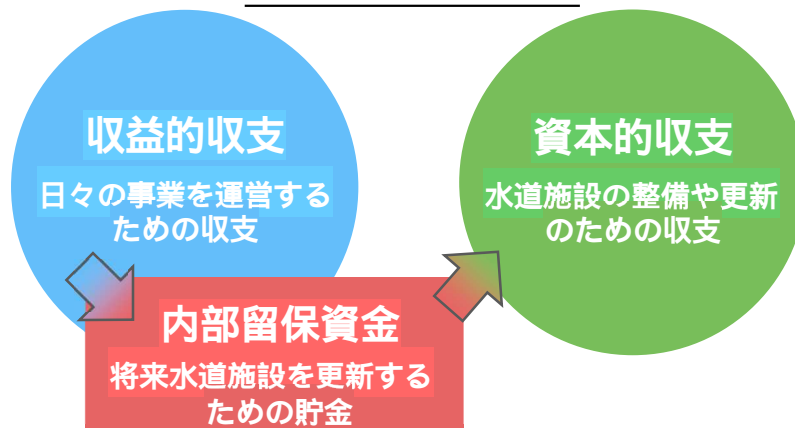 収益的収支
日々の事業を運営する
ための収支
資本的収支
水道施設の整備や更新
のための収支
内部留保資金
将来水道施設を更新する
ための貯金